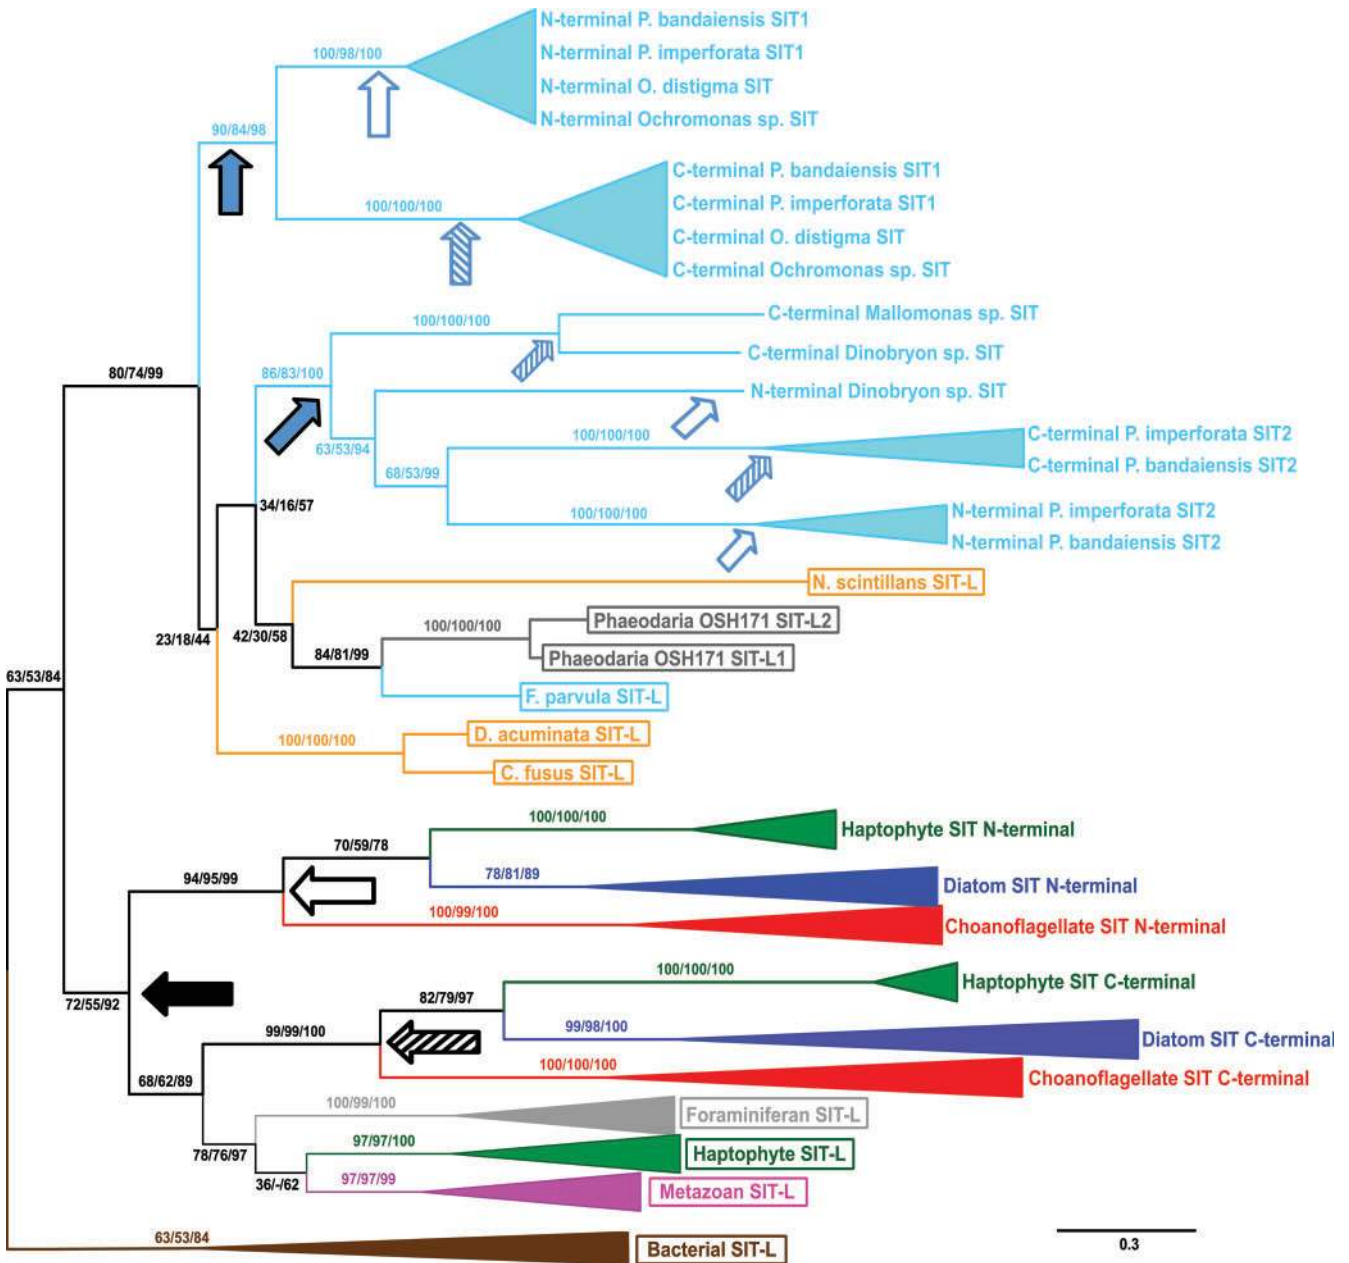 N-terminal P. bandaiensis SIT1
100/98/100
N-terminal P. imperforata SIT1
N-terminal O. distigma SIT
N-terminal Ochromonas sp. SIT
90/84/98
C-terminal P. bandaiensis SIT1
100/100/100
C-terminal P. imperforata SIT1
C-terminal O. distigma SIT
C-terminal Ochromonas sp. SIT
100/100/100
C-terminal Mallomonas sp. SIT
C-terminal Dinobryon sp. SIT
80/74/99
86/83/100
N-terminal Dinobryon sp. SIT
63/53/94
100/100/100
C-terminal P. imperforata SIT2
C-terminal P. bandaiensis SIT2
68/53/99
34/16/57
100/100/100
N-terminal P. imperforata SIT2
N-terminal P. bandaiensis SIT2
N. scintillans SIT-L
23/18/44
42/30/58
100/100/100
Phaeodaria OSH171 SIT-L2
Phaeodaria OSH171 SIT-L1
84/81/99
63/53/84
F. parvula SIT-L
100/100/100
D. acuminata SIT-L
C. fusus SIT-L
100/100/100
Haptophyte SIT N-terminal
70/59/78
94/95/99
78/81/89
Diatom SIT N-terminal
100/99/100
Choanoflagellate SIT N-terminal
72/55/92
100/100/100
Haptophyte SIT C-terminal
82/79/97
99/99/100
99/98/100
Diatom SIT C-terminal
100/100/100
Choanoflagellate SIT C-terminal
68/62/89
100/99/100
Foraminiferan SIT-L
78/76/97
97/97/100
Haptophyte SIT-L
36/-/62
97/97/99
Metazoan SIT-L
63/53/84
Bacterial SIT-L
0.3